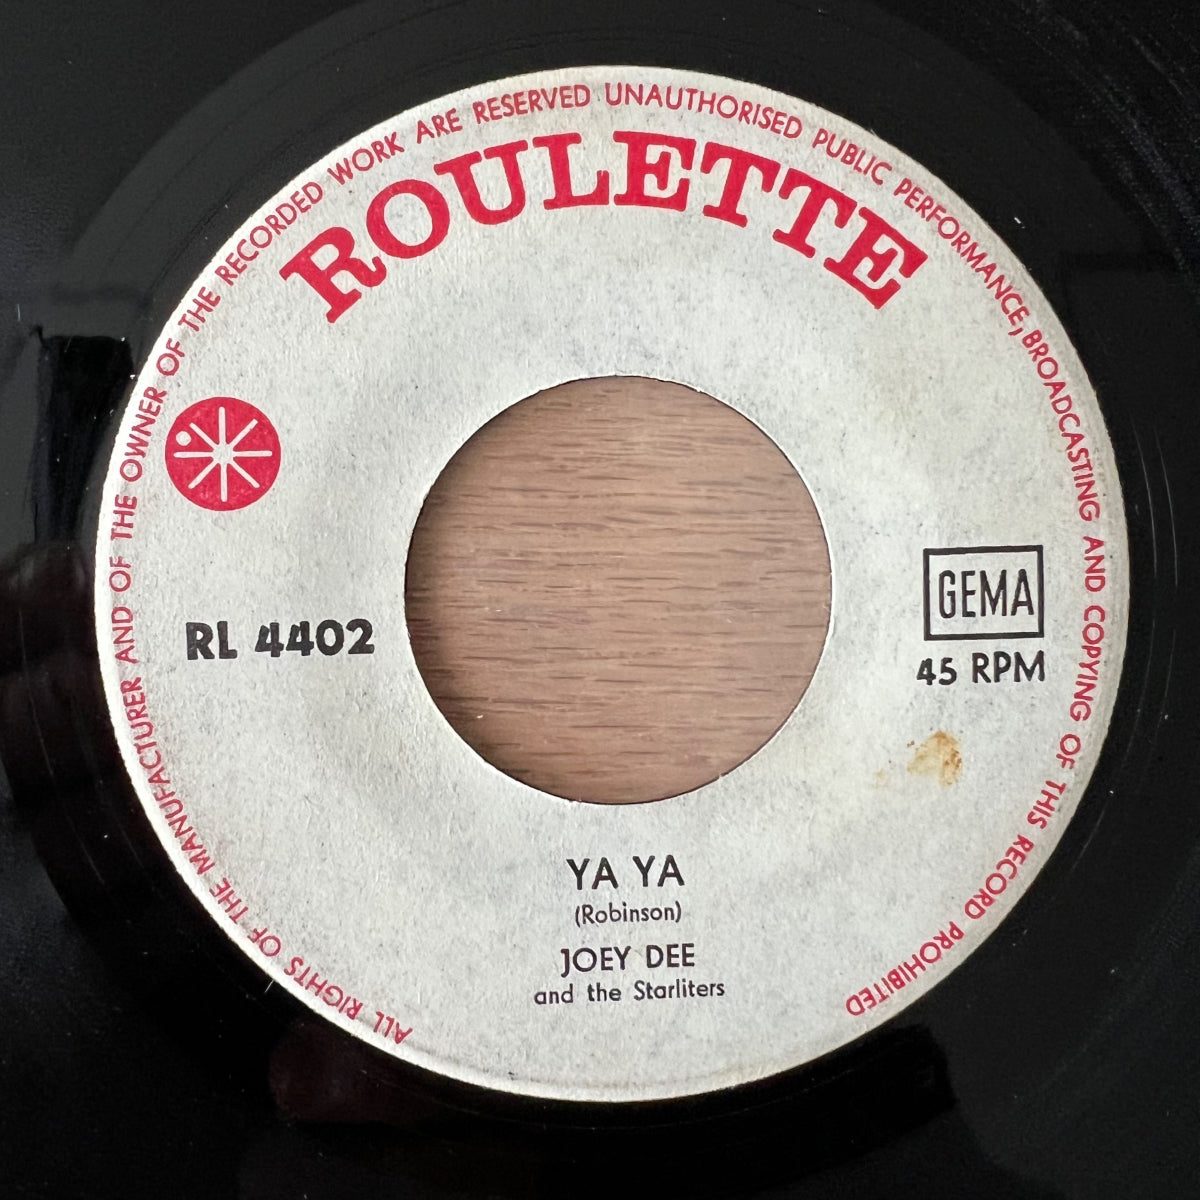 ALL RIGHTS OF THE MANUFACTURER AND OF THE OWNER OF THE RECORDED WORK ARE RESERVED UNAUTHORISED PUBLIC PERFORMANCE, BROADCASTING AND COPYING OF THIS RECORD PROHIBITED
ROULETTE
RL 4402
GEMA
45 RPM
YA YA
(Robinson)
JOEY DEE
and the Starliters